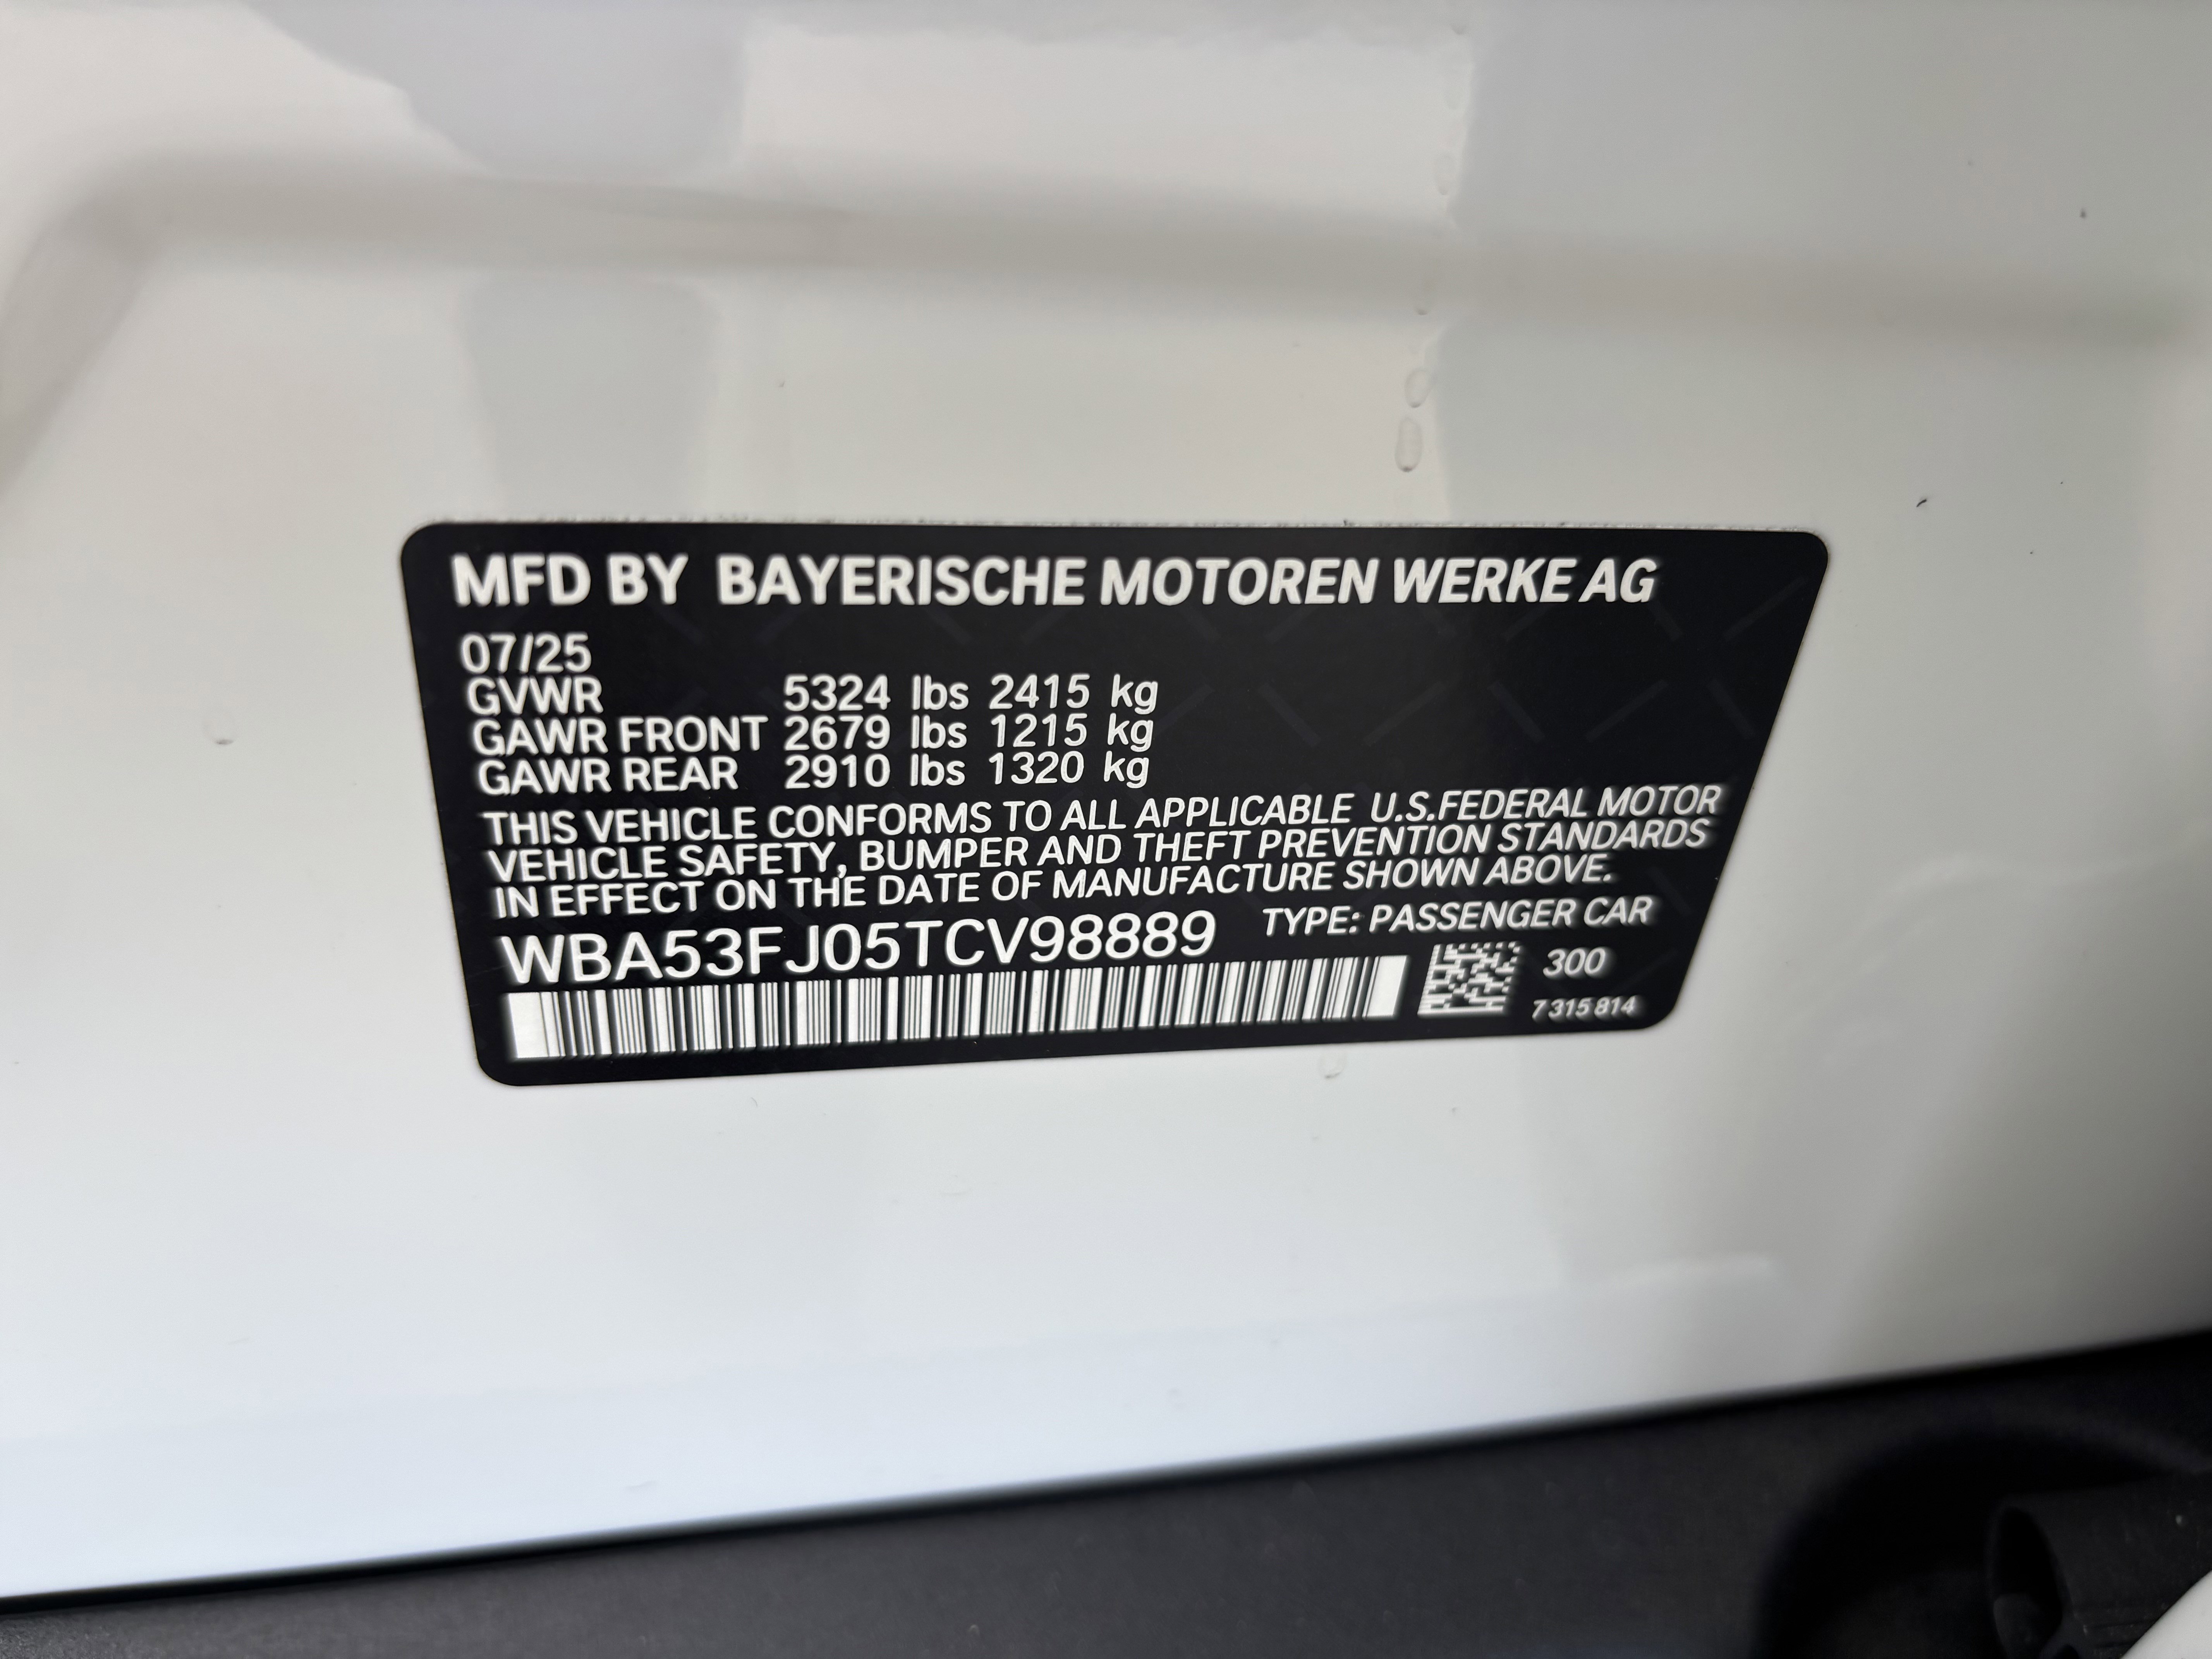 MFD BY BAYERISCHE MOTOREN WERKE AG
07/25
GVWR 5324 lbs 2415 kg
GAWR FRONT 2679 lbs 1215 kg
GAWR REAR 2910 lbs 1320 kg
THIS VEHICLE CONFORMS TO ALL APPLICABLE U.S.FEDERAL MOTOR
VEHICLE SAFETY, BUMPER AND THEFT PREVENTION STANDARDS
IN EFFECT ON THE DATE OF MANUFACTURE SHOWN ABOVE.
WBA53FJ05TCV98889 TYPE: PASSENGER CAR
300
7 315 814